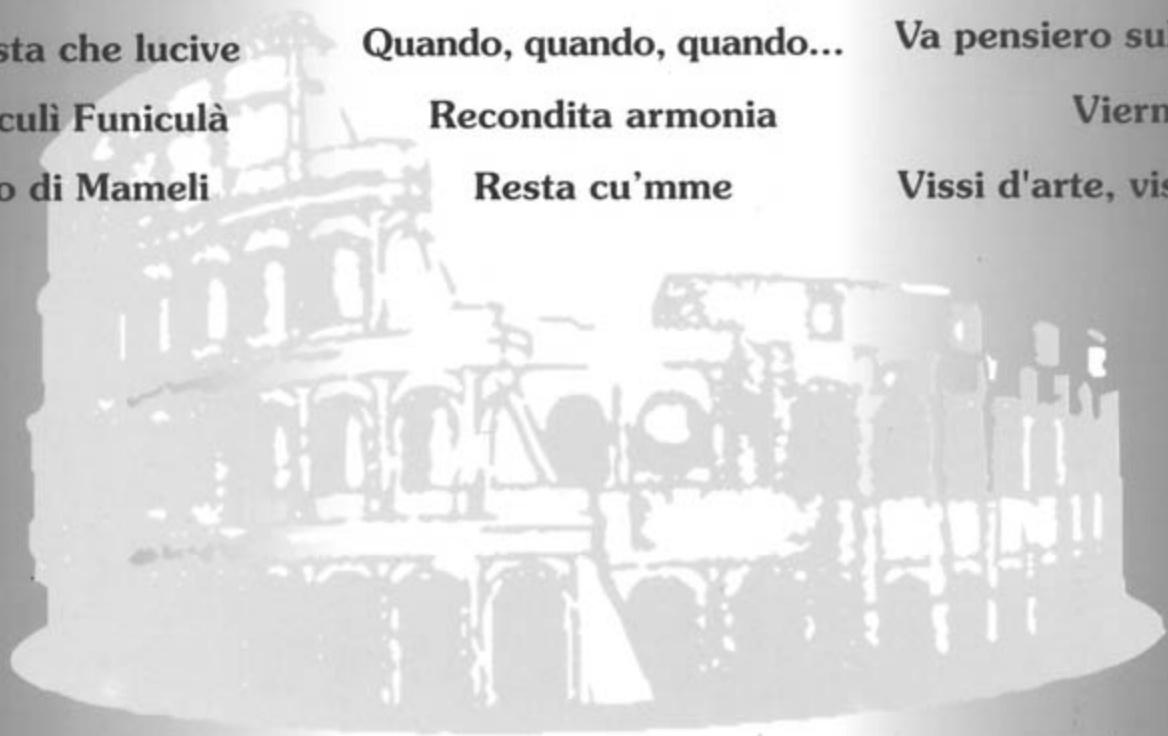 sta che lucive
culì Funiculà
o di Mameli
Quando, quando, quando...
Recondita armonia
Resta cu'mme
Va pensiero su
Viern
Vissi d'arte, vis